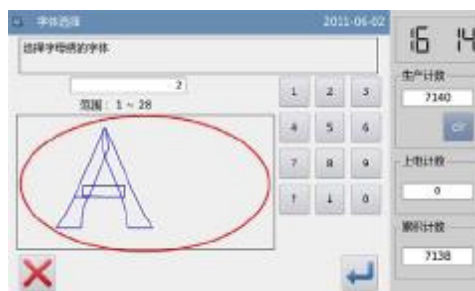 字体选择
2011-06-02
16 14
选择字母绣的字体
2
范围: 1 ~ 28
1 2 3
4 5 6
7 8 9
↑ ↓ 0
A
生产计数
7140
clr
上电计数
0
累积计数
7138